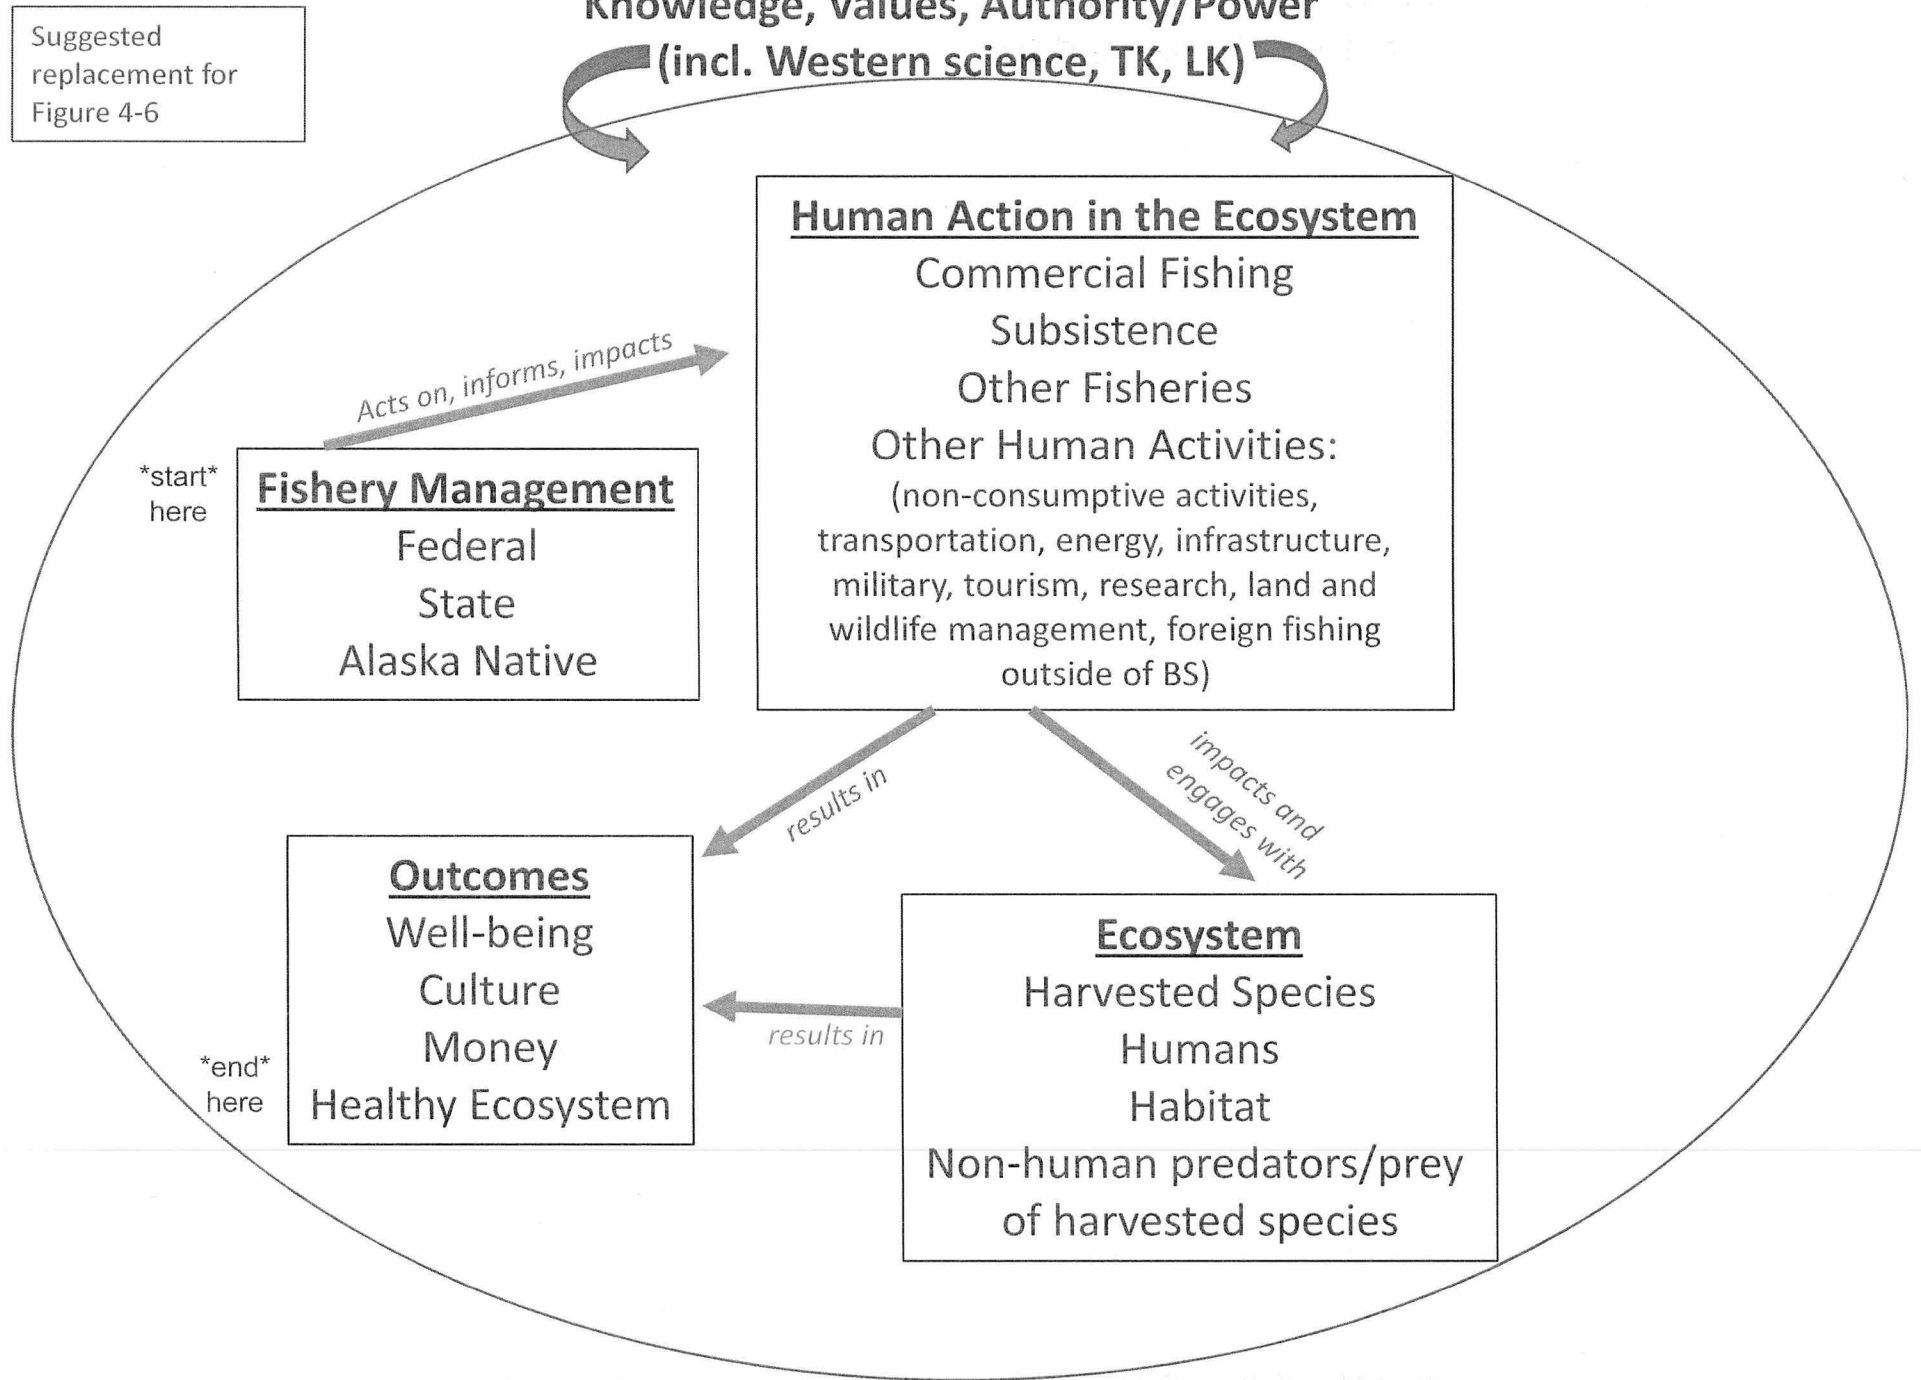 Suggested
replacement for
Figure 4-6
Knowledge, Values, Authority/Power
(incl. Western science, TK, LK)
Human Action in the Ecosystem
Commercial Fishing
Subsistence
Other Fisheries
Other Human Activities:
(non-consumptive activities,
transportation, energy, infrastructure,
military, tourism, research, land and
wildlife management, foreign fishing
outside of BS)
Acts on, informs, impacts
*start*
here
Fishery Management
Federal
State
Alaska Native
results in
impacts and
engages with
Outcomes
Well-being
Culture
Money
Healthy Ecosystem
*end*
here
results in
Ecosystem
Harvested Species
Humans
Habitat
Non-human predators/prey
of harvested species